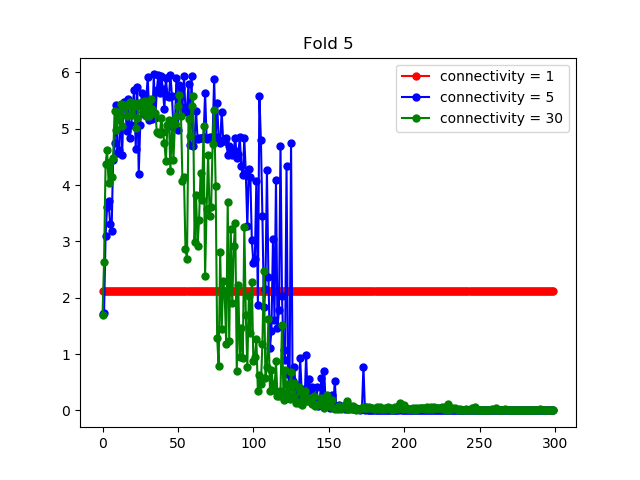 Fold 5
connectivity = 1
connectivity = 5
connectivity = 30
6
5
4
3
2
1
0
0 50 100 150 200 250 300